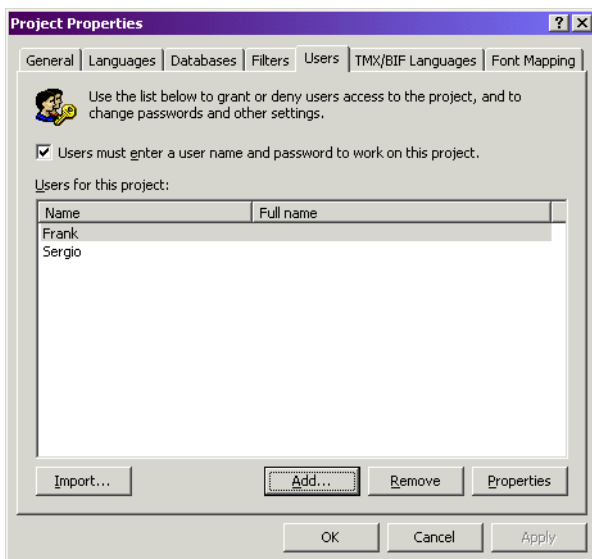 Project Properties
General Languages Databases Filters Users TMX/BIF Languages Font Mapping
Use the list below to grant or deny users access to the project, and to
change passwords and other settings.
Users must enter a user name and password to work on this project.
Users for this project:
Name Full name
Frank
Sergio
Import... Add... Remove Properties
OK Cancel Apply